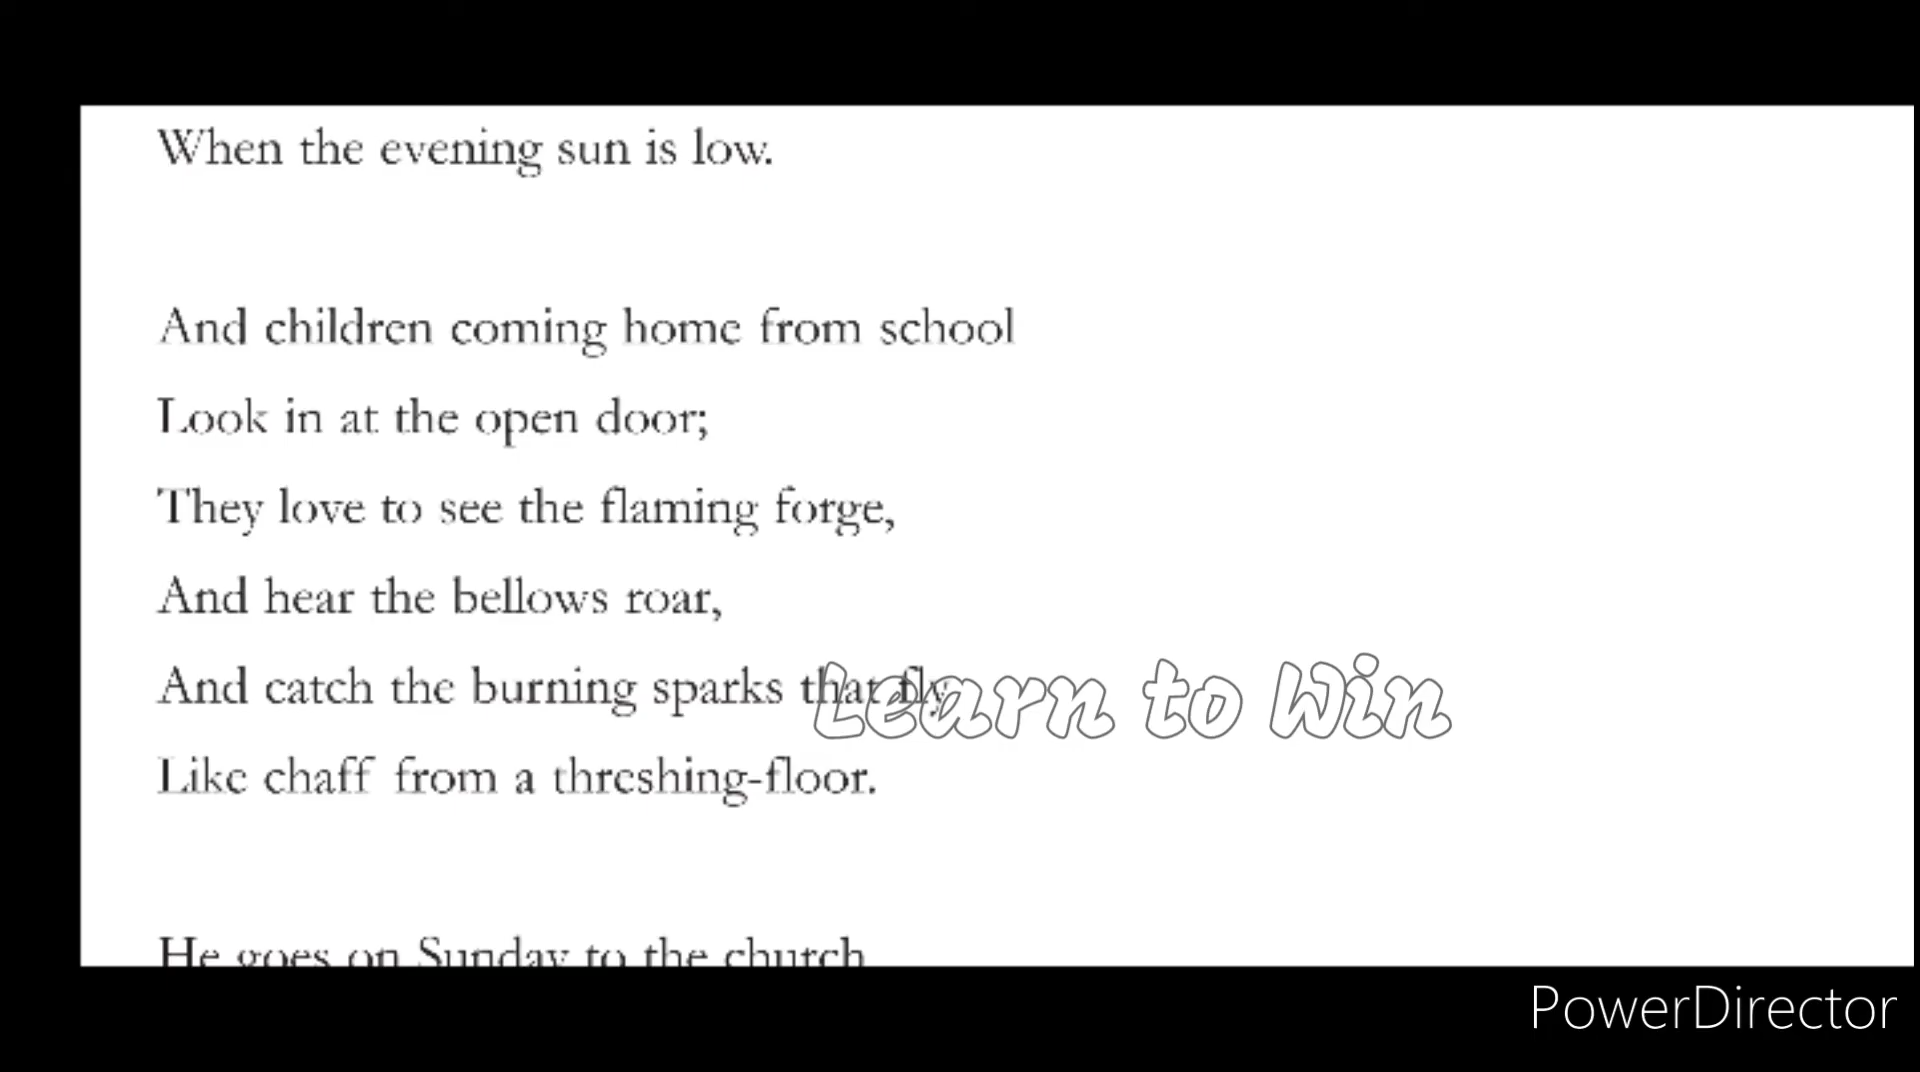 When the evening sun is low.
And children coming home from school
Look in at the open door;
They love to see the flaming forge,
And hear the bellows roar,
And catch the burning sparks that fly
Like chaff from a threshing-floor.
Learn to Win
He goes on Sunday to the church
PowerDirector